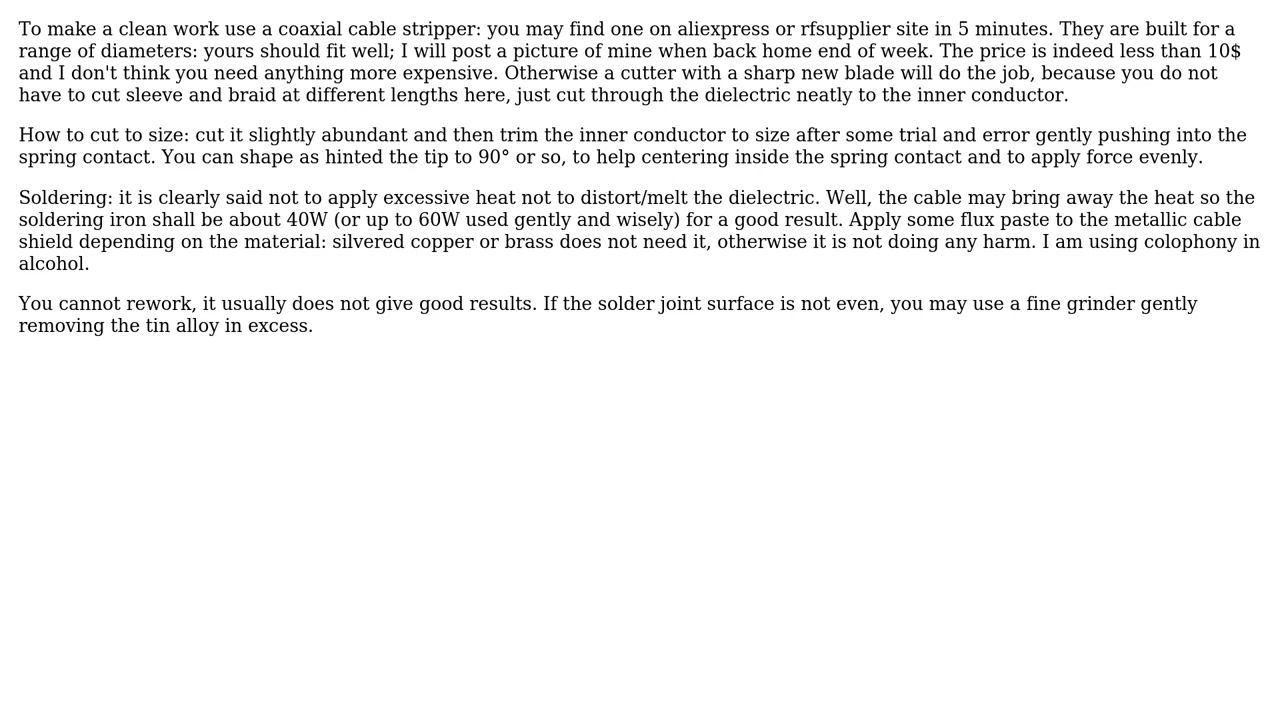 To make a clean work use a coaxial cable stripper: you may find one on aliexpress or rfsupplier site in 5 minutes. They are built for a
range of diameters: yours should fit well; I will post a picture of mine when back home end of week. The price is indeed less than 10$
and I don't think you need anything more expensive. Otherwise a cutter with a sharp new blade will do the job, because you do not
have to cut sleeve and braid at different lengths here, just cut through the dielectric neatly to the inner conductor.
How to cut to size: cut it slightly abundant and then trim the inner conductor to size after some trial and error gently pushing into the
spring contact. You can shape as hinted the tip to 90° or so, to help centering inside the spring contact and to apply force evenly.
Soldering: it is clearly said not to apply excessive heat not to distort/melt the dielectric. Well, the cable may bring away the heat so the
soldering iron shall be about 40W (or up to 60W used gently and wisely) for a good result. Apply some flux paste to the metallic cable
shield depending on the material: silvered copper or brass does not need it, otherwise it is not doing any harm. I am using colophony in
alcohol.
You cannot rework, it usually does not give good results. If the solder joint surface is not even, you may use a fine grinder gently
removing the tin alloy in excess.